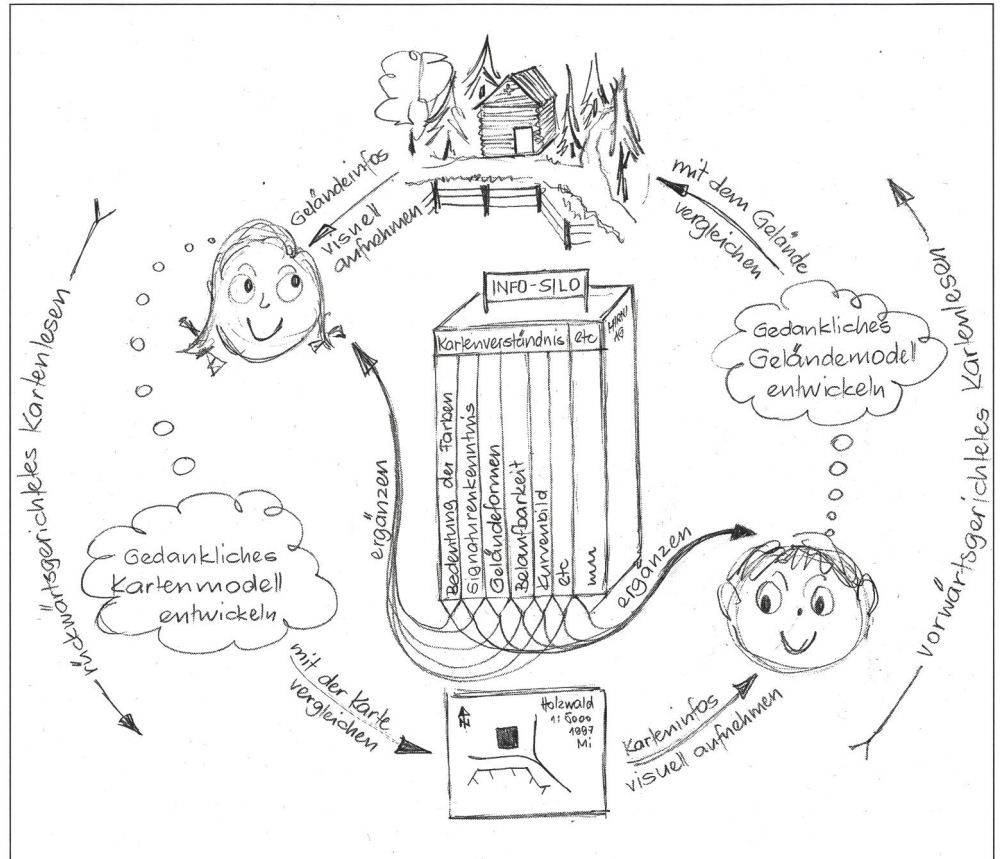 Geländeinfos
visuell
aufnehmen
mit dem Gelände
vergleichen
INFO-SILO
Kartenverständnis
etc
HIRN
AG
Bedeutung der Farben
Signaturenkenntnis
Geländeformen
Belaufbarkeit
Kurvenbild
etc
Gedankliches
Geländemodell
entwickeln
rückwärtsgerichtetes Kartenlesen
vorwärtsgerichtetes Kartenlesen
ergänzen
ergänzen
Gedankliches
Kartenmodell
entwickeln
mit der Karte
vergleichen
N
Holzwald
1:5000
1997
Mi
Karteninfos
visuell aufnehmen